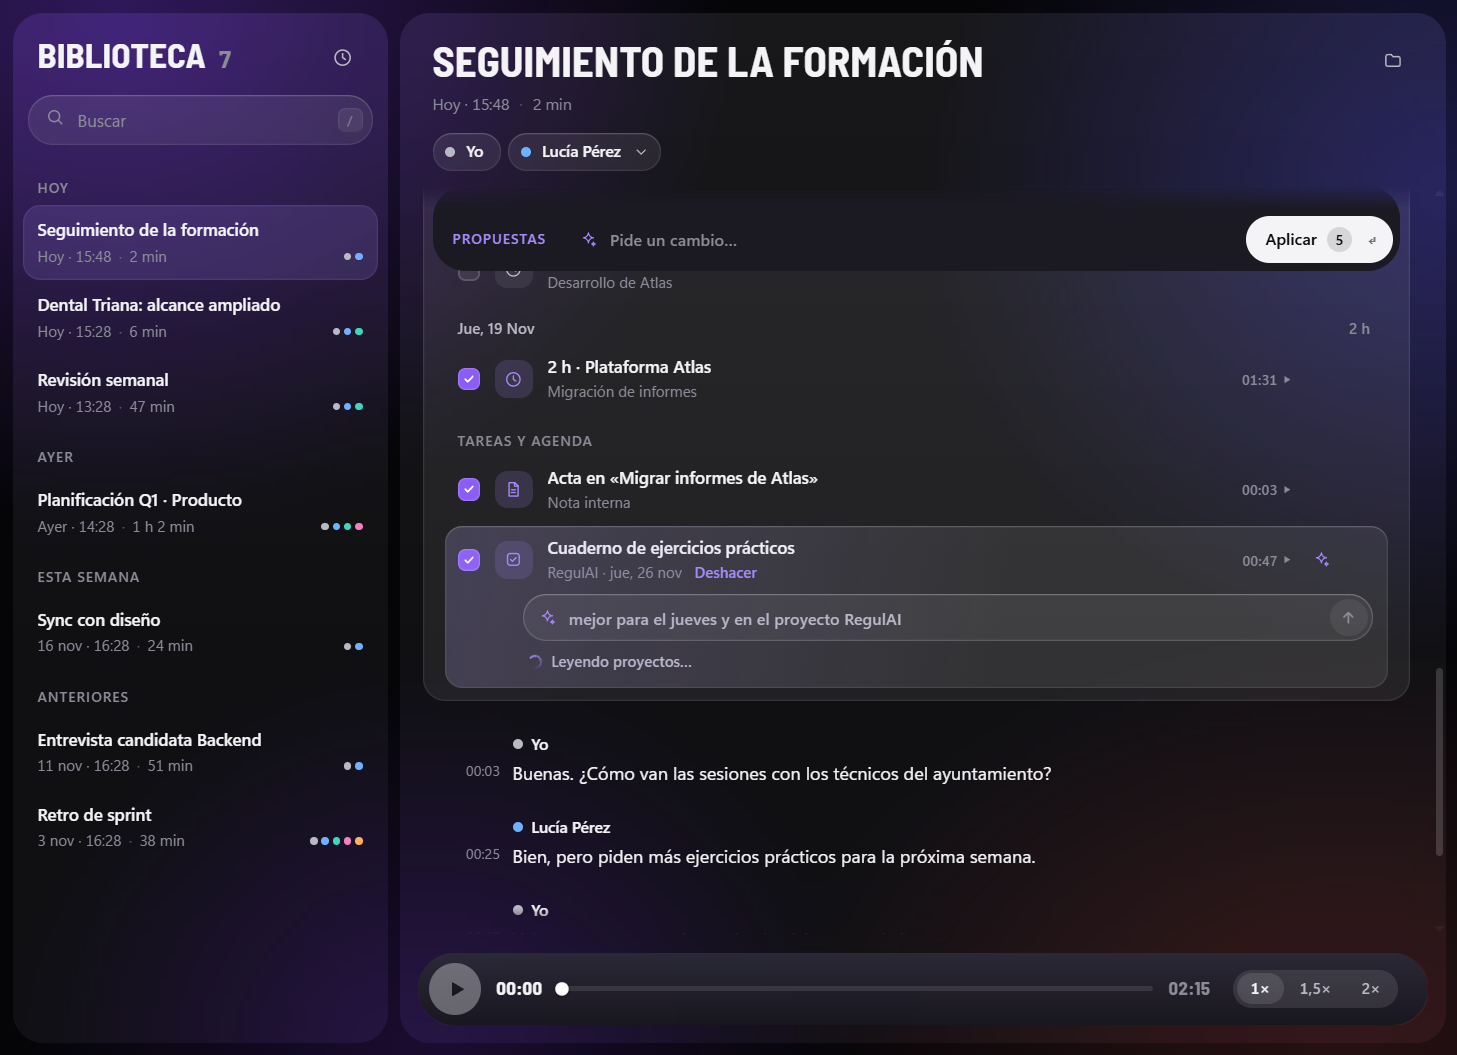 BIBLIOTECA 7
Buscar /
HOY
Seguimiento de la formación
Hoy · 15:48 · 2 min
Dental Triana: alcance ampliado
Hoy · 15:28 · 6 min
Revisión semanal
Hoy · 13:28 · 47 min
AYER
Planificación Q1 · Producto
Ayer · 14:28 · 1 h 2 min
ESTA SEMANA
Sync con diseño
16 nov · 16:28 · 24 min
ANTERIORES
Entrevista candidata Backend
11 nov · 16:28 · 51 min
Retro de sprint
3 nov · 16:28 · 38 min
SEGUIMIENTO DE LA FORMACIÓN
Hoy · 15:48 · 2 min
Yo
Lucía Pérez
PROPUESTAS
Pide un cambio...
Aplicar 5
Desarrollo de Atlas
Jue, 19 Nov 2 h
2 h · Plataforma Atlas
Migración de informes
01:31
TAREAS Y AGENDA
Acta en «Migrar informes de Atlas»
Nota interna
00:03
Cuaderno de ejercicios prácticos
RegulAI · jue, 26 nov Deshacer
00:47
mejor para el jueves y en el proyecto RegulAI
Leyendo proyectos...
Yo
00:03 Buenas. ¿Cómo van las sesiones con los técnicos del ayuntamiento?
Lucía Pérez
00:25 Bien, pero piden más ejercicios prácticos para la próxima semana.
Yo
00:00 02:15 1× 1,5× 2×